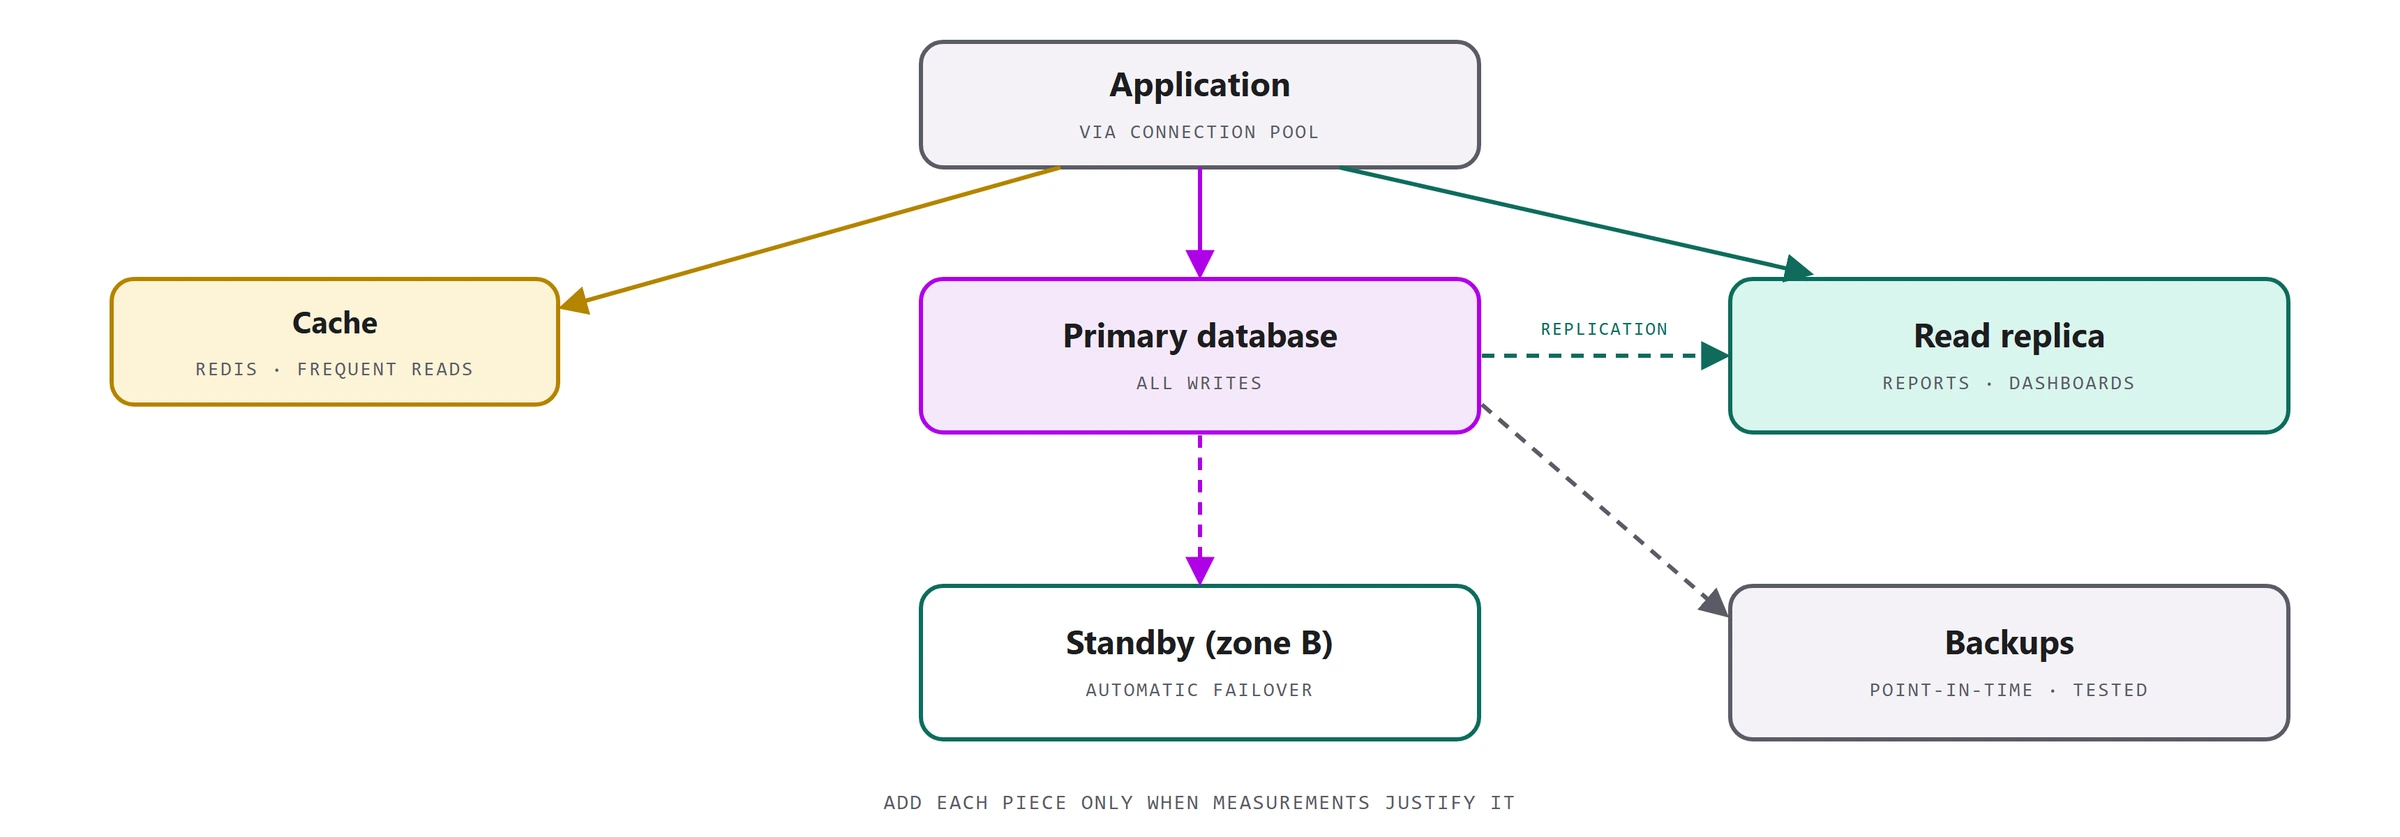 Application
VIA CONNECTION POOL
Cache
REDIS · FREQUENT READS
Primary database
ALL WRITES
REPLICATION
Read replica
REPORTS · DASHBOARDS
Standby (zone B)
AUTOMATIC FAILOVER
Backups
POINT-IN-TIME · TESTED
ADD EACH PIECE ONLY WHEN MEASUREMENTS JUSTIFY IT